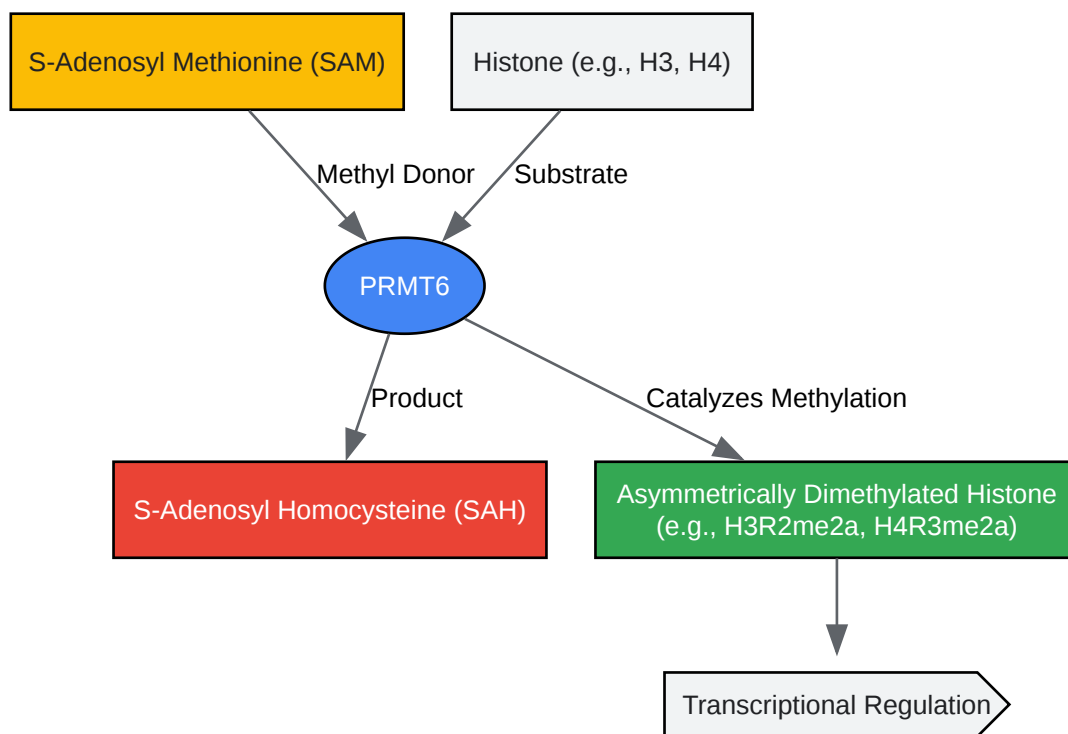 S-Adenosyl Methionine (SAM)
Histone (e.g., H3, H4)
Methyl Donor
Substrate
PRMT6
Product
Catalyzes Methylation
S-Adenosyl Homocysteine (SAH)
Asymmetrically Dimethylated Histone
(e.g., H3R2me2a, H4R3me2a)
Transcriptional Regulation